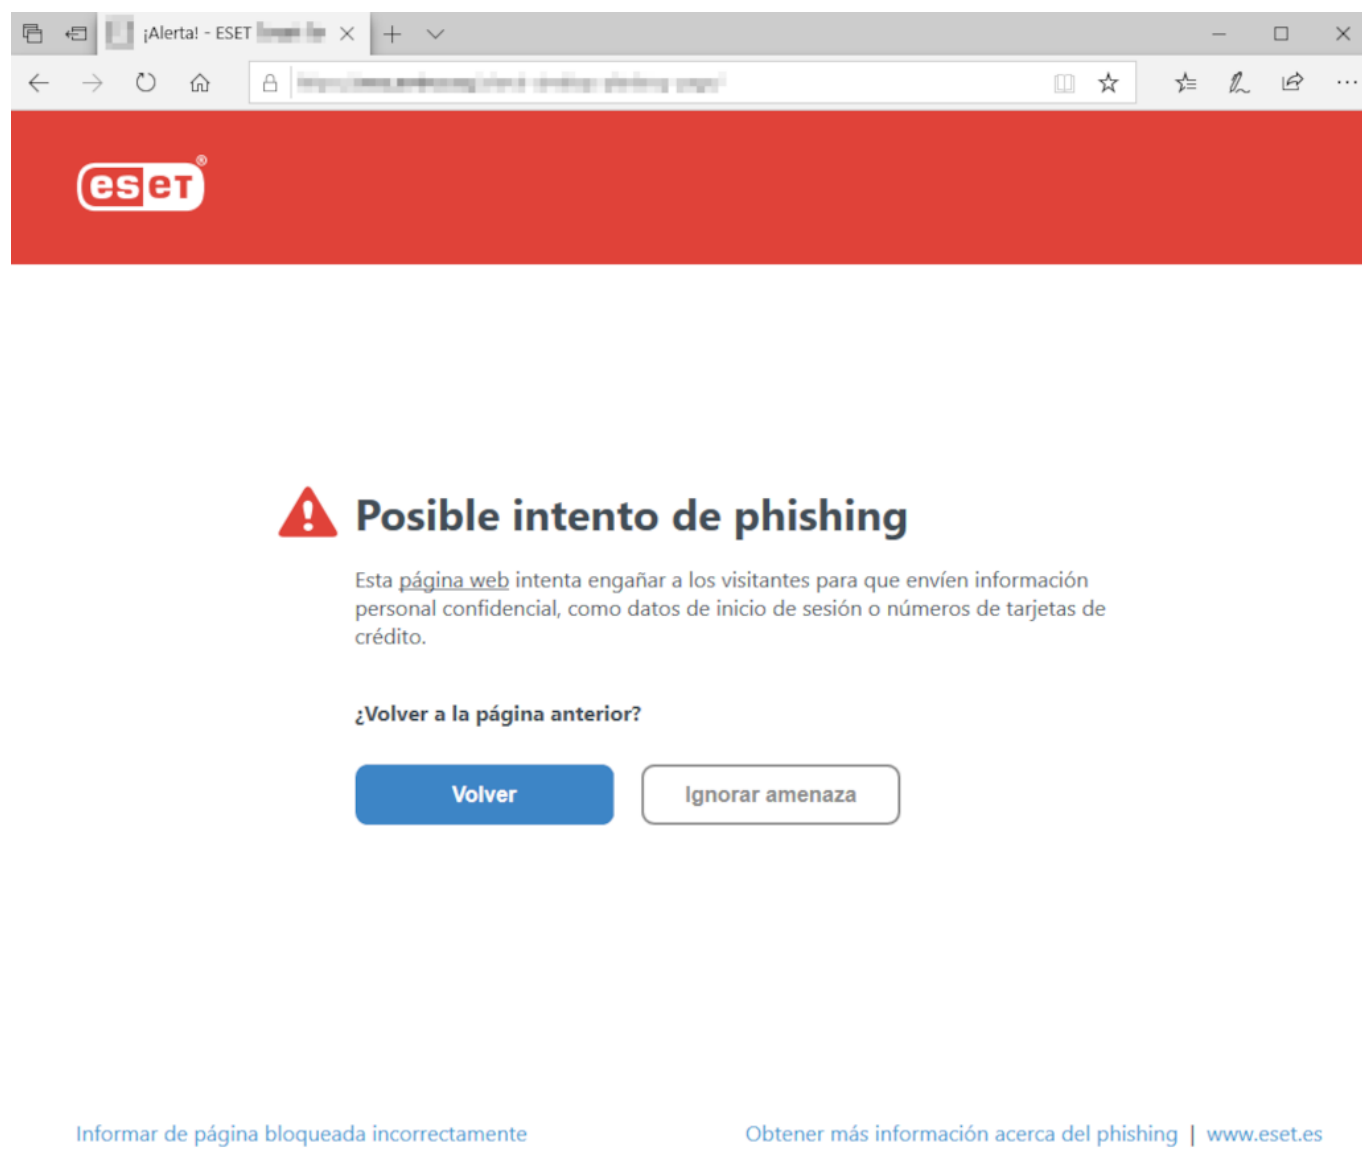 ¡Alerta! - ESET
eset®
Posible intento de phishing
Esta página web intenta engañar a los visitantes para que envíen información
personal confidencial, como datos de inicio de sesión o números de tarjetas de
crédito.
¿Volver a la página anterior?
Volver
Ignorar amenaza
Informar de página bloqueada incorrectamente
Obtener más información acerca del phishing | www.eset.es